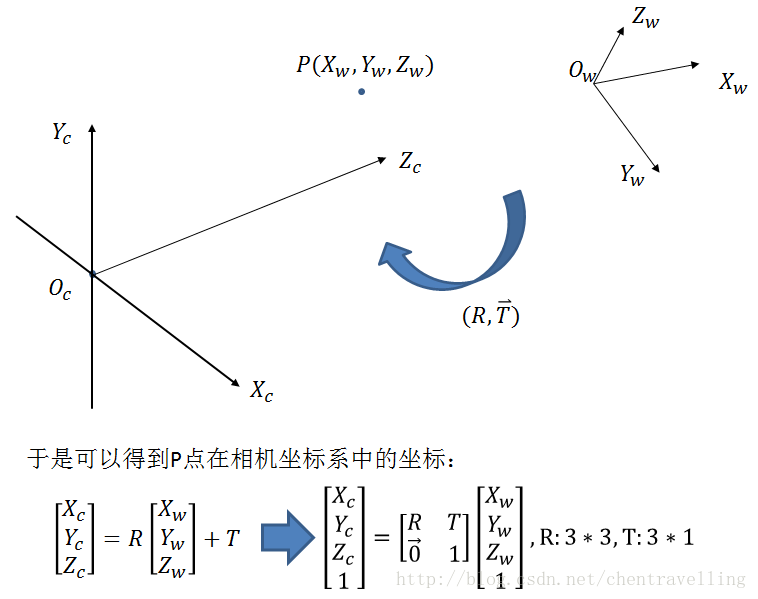 Z_w
P(X_w, Y_w, Z_w)
O_w
X_w
Y_c
Z_c
Y_w
O_c
(R, \vec{T})
X_c
于是可以得到P点在相机坐标系中的坐标：
\begin{bmatrix} X_c \\ Y_c \\ Z_c \end{bmatrix} = R \begin{bmatrix} X_w \\ Y_w \\ Z_w \end{bmatrix} + T \begin{bmatrix} X_c \\ Y_c \\ Z_c \\ 1 \end{bmatrix} = \begin{bmatrix} R & T \\ \vec{0} & 1 \end{bmatrix} \begin{bmatrix} X_w \\ Y_w \\ Z_w \\ 1 \end{bmatrix}, R: 3 * 3, T: 3 * 1
http://blog.csdn.net/chentravelling